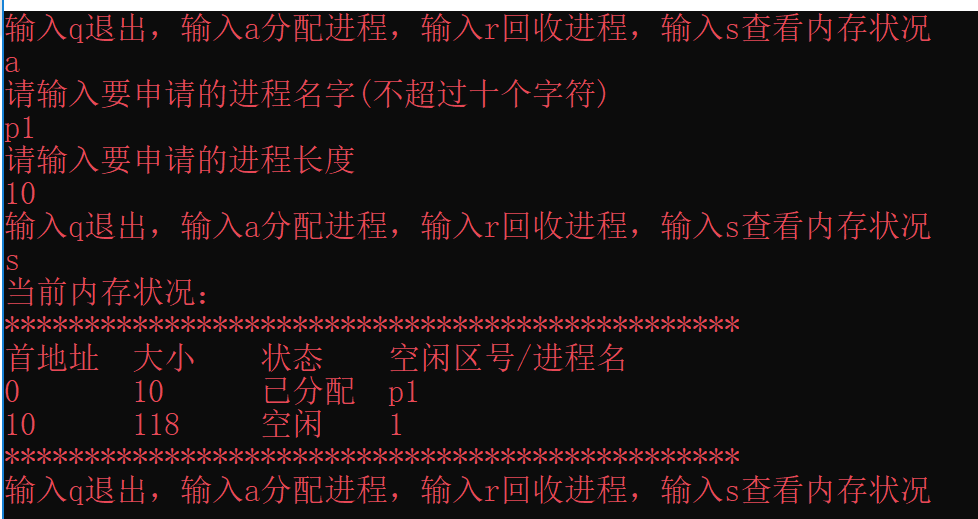 输入q退出，输入a分配进程，输入r回收进程，输入s查看内存状况
a
请输入要申请的进程名字(不超过十个字符)
p1
请输入要申请的进程长度
10
输入q退出，输入a分配进程，输入r回收进程，输入s查看内存状况
s
当前内存状况：
**********************************************
首地址 大小 状态 空闲区号/进程名
0 10 已分配 p1
10 118 空闲 1
**********************************************
输入q退出，输入a分配进程，输入r回收进程，输入s查看内存状况